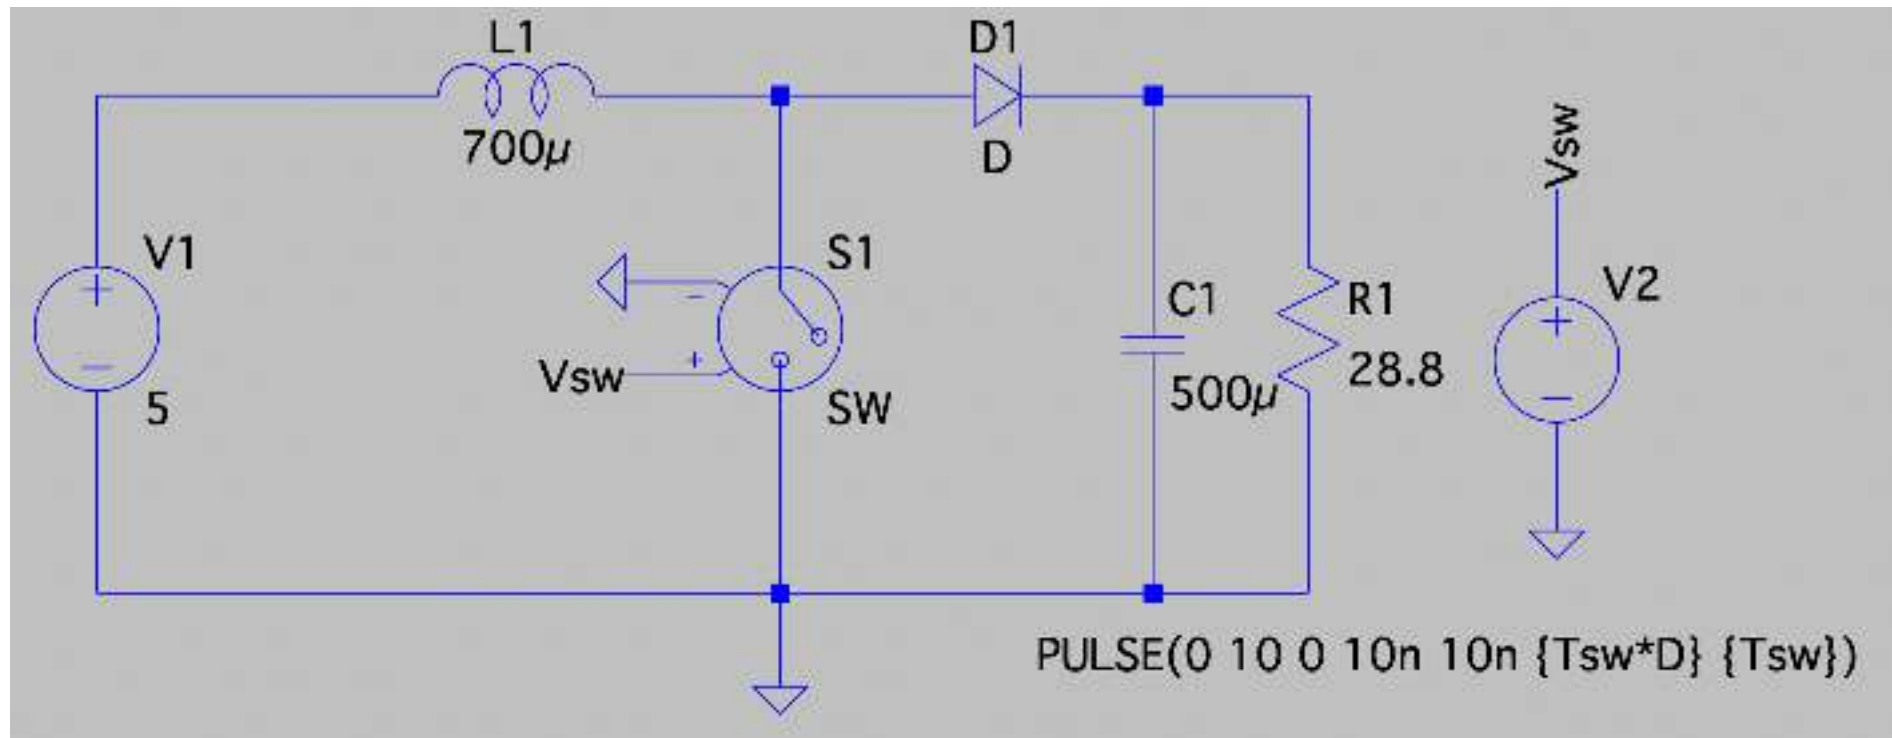 L1
700µ
D1
D
V1
5
S1
Vsw
SW
C1
500µ
R1
28.8
Vsw
V2
PULSE(0 10 0 10n 10n {Tsw*D} {Tsw})